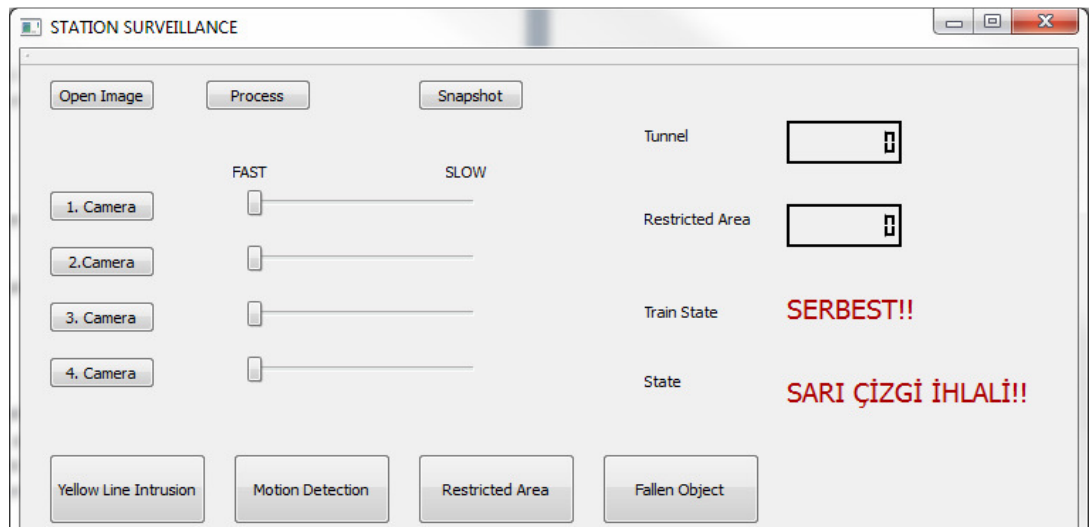 STATION SURVEILLANCE
Open Image
Process
Snapshot
Tunnel
0
FAST
SLOW
1. Camera
Restricted Area
0
2.Camera
3. Camera
Train State
SERBEST!!
4. Camera
State
SARI ÇİZGİ İHLALİ!!
Yellow Line Intrusion
Motion Detection
Restricted Area
Fallen Object